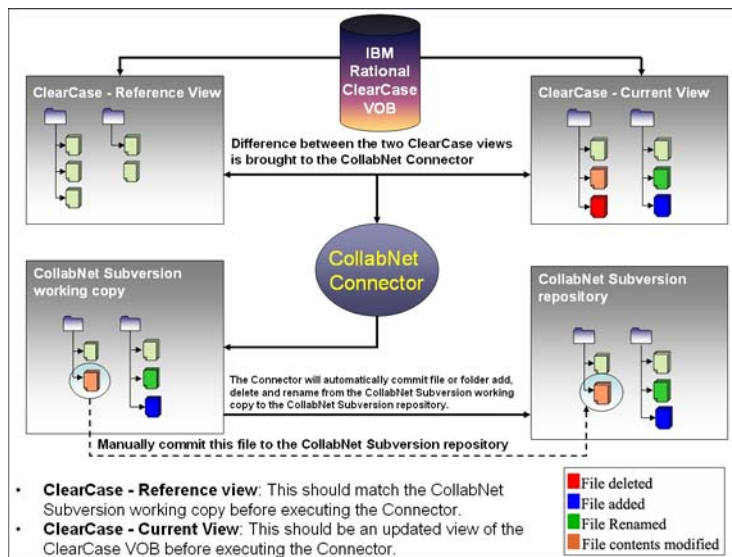 IBM
Rational
ClearCase
VOB
ClearCase - Reference View
ClearCase - Current View
Difference between the two ClearCase views
is brought to the CollabNet Connector
CollabNet
Connector
CollabNet Subversion
working copy
CollabNet Subversion
repository
The Connector will automatically commit file or folder add,
delete and rename from the CollabNet Subversion working
copy to the CollabNet Subversion repository.
Manually commit this file to the CollabNet Subversion repository
• ClearCase - Reference view: This should match the CollabNet
Subversion working copy before executing the Connector.
• ClearCase - Current View: This should be an updated view of the
ClearCase VOB before executing the Connector.
File deleted
File added
File Renamed
File contents modified